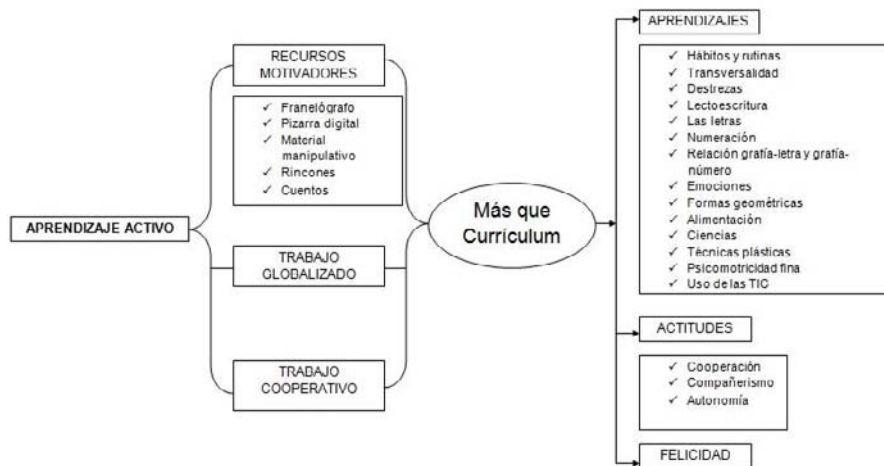 APRENDIZAJE ACTIVO
RECURSOS
MOTIVADORES
✓ Franelógrafo
✓ Pizarra digital
✓ Material
manipulativo
✓ Rincones
✓ Cuentos
TRABAJO
GLOBALIZADO
TRABAJO
COOPERATIVO
Más que
Curriculum
APRENDIZAJES
✓ Hábitos y rutinas
✓ Transversalidad
✓ Destrezas
✓ Lectoescritura
✓ Las letras
✓ Numeración
✓ Relación grafía-letra y grafía-
número
✓ Emociones
✓ Formas geométricas
✓ Alimentación
✓ Ciencias
✓ Técnicas plásticas
✓ Psicomotricidad fina
✓ Uso de las TIC
ACTITUDES
✓ Cooperación
✓ Compañerismo
✓ Autonomía
FELICIDAD